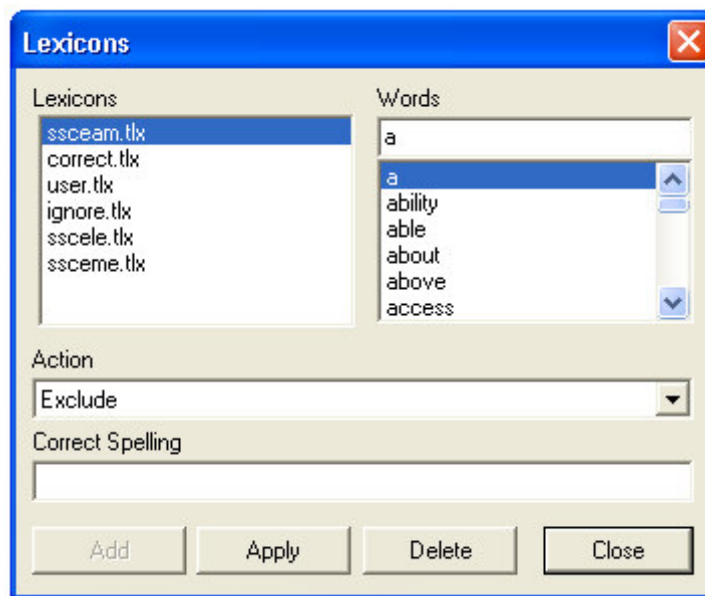 Lexicons
Lexicons
ssceam.tlx
correct.tlx
user.tlx
ignore.tlx
sscele.tlx
ssceme.tlx
Words
a
a
ability
able
about
above
access
Action
Exclude
Correct Spelling
Add Apply Delete Close